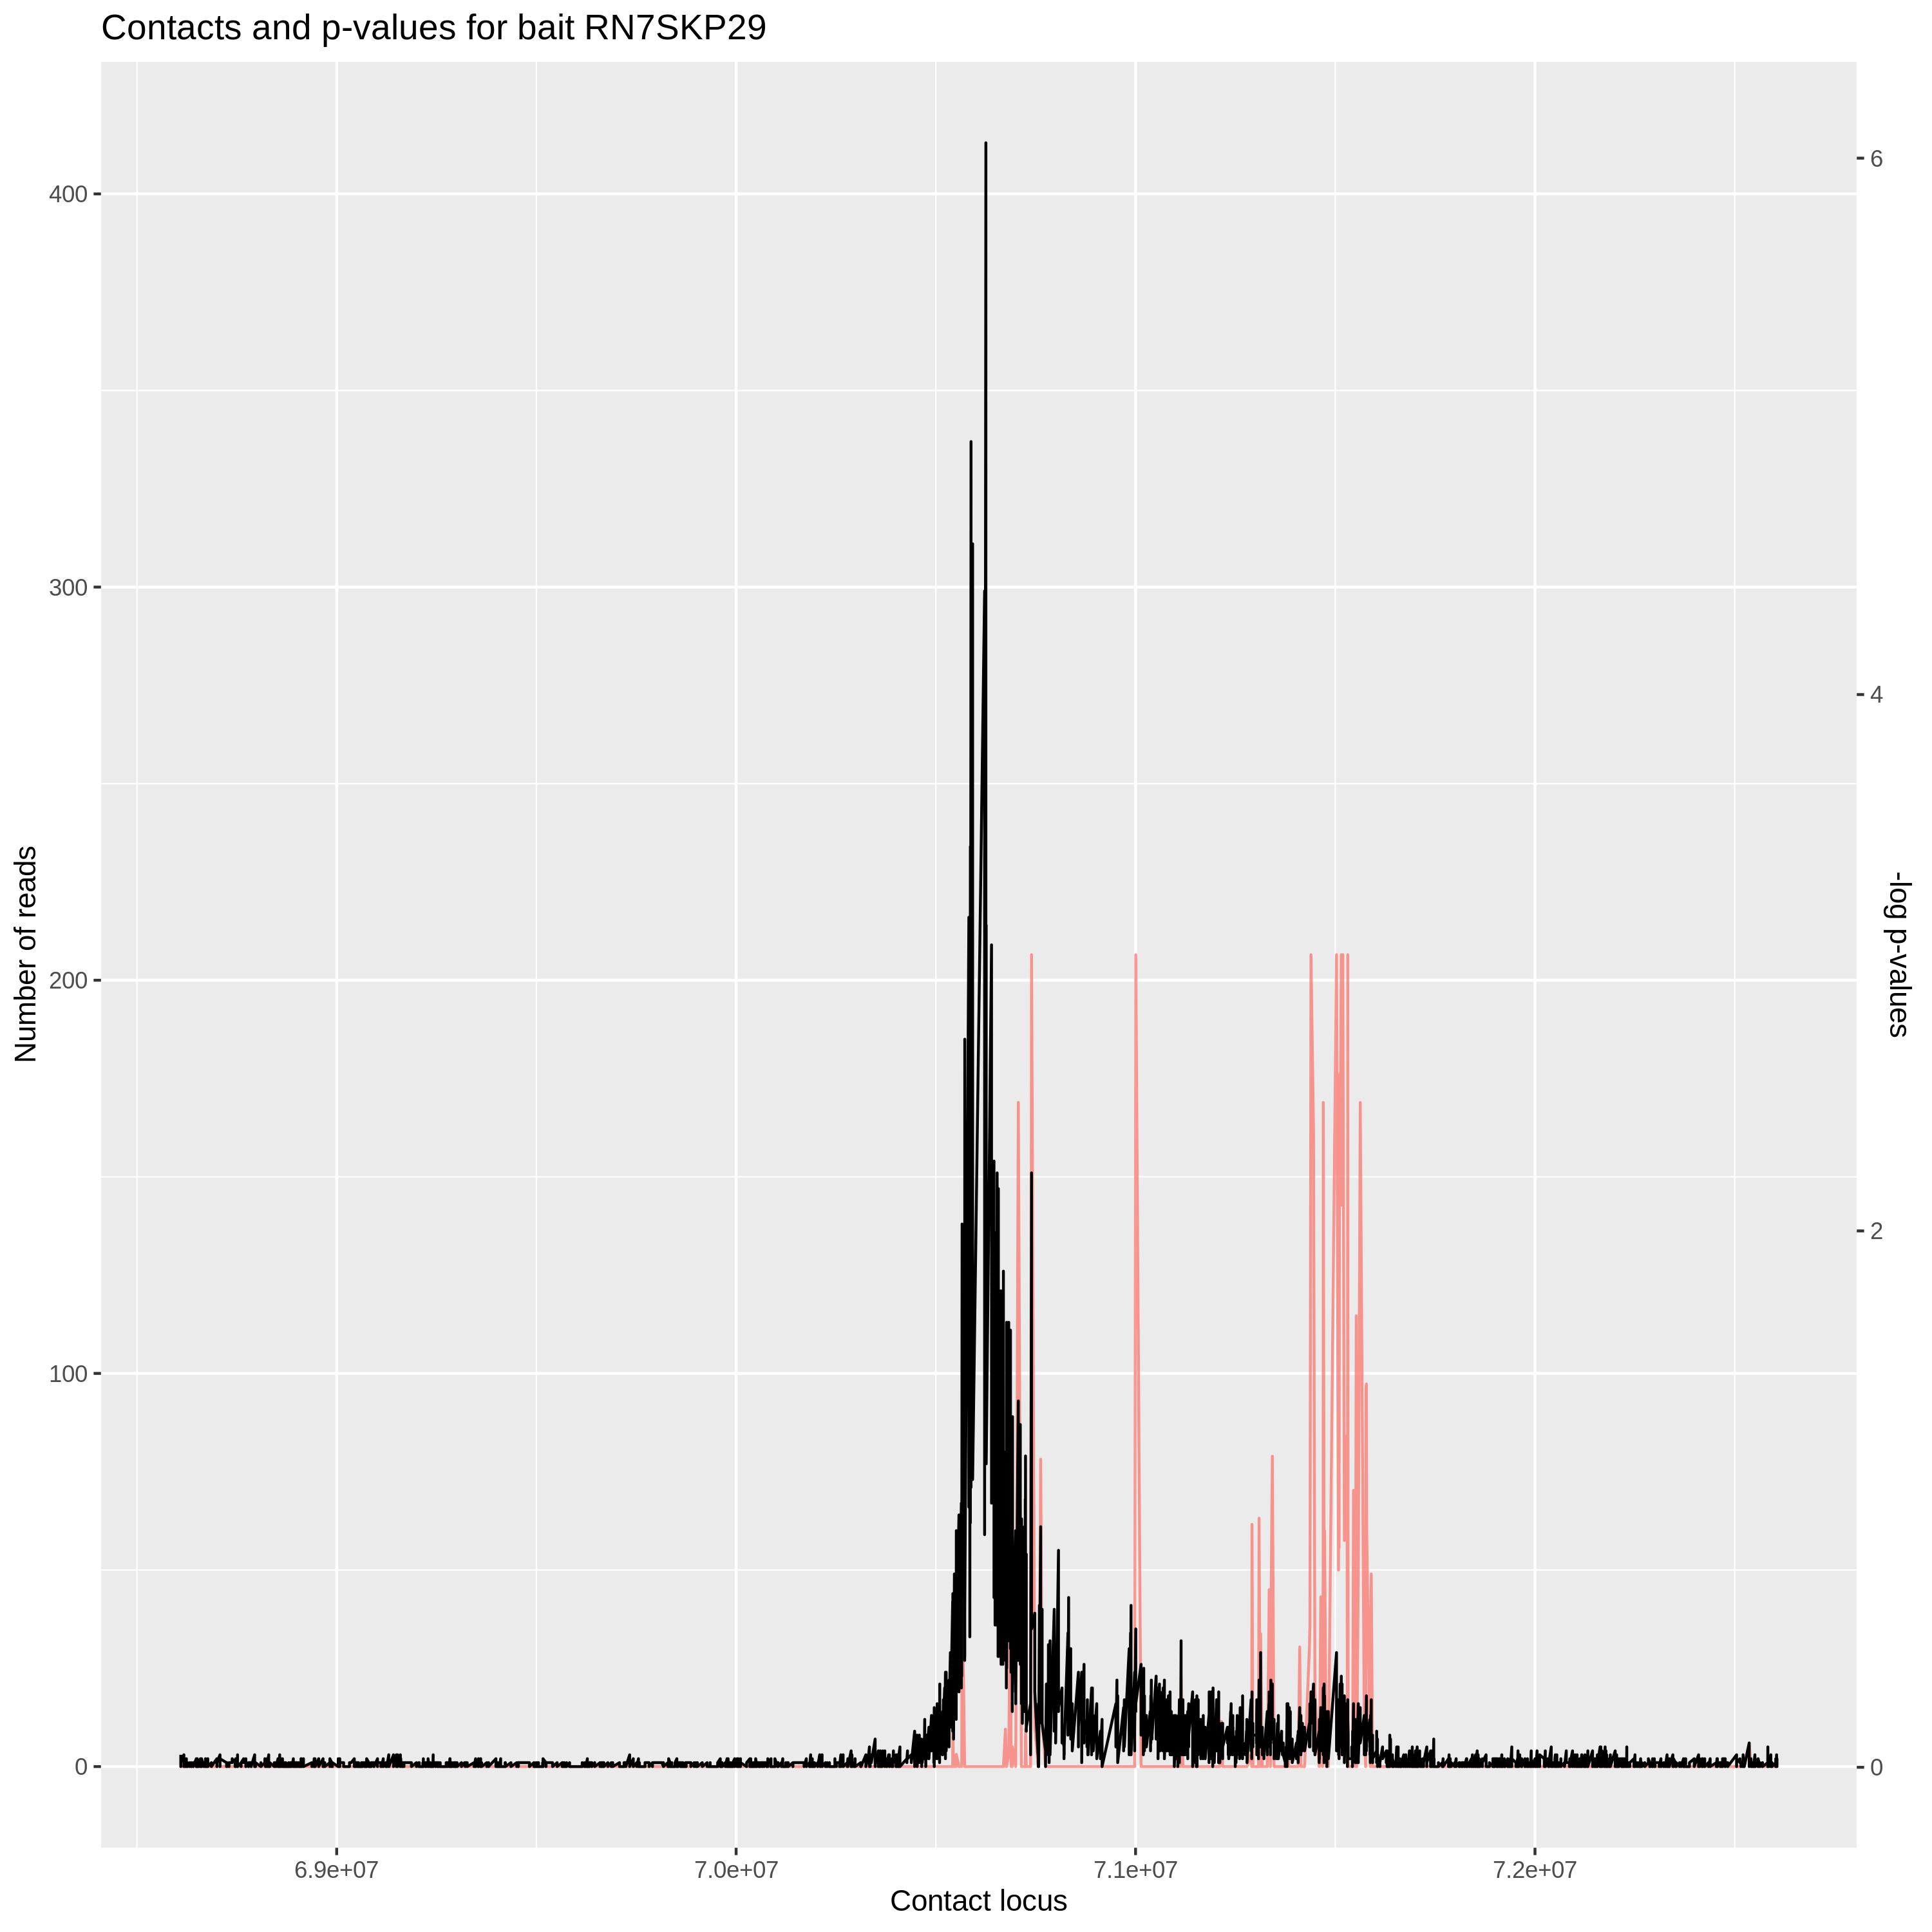 Contacts and p-values for bait RN7SKP29
400
300
200
100
0
Number of reads
6
4
2
0
-log p-values
6.9e+07
7.0e+07
7.1e+07
7.2e+07
Contact locus